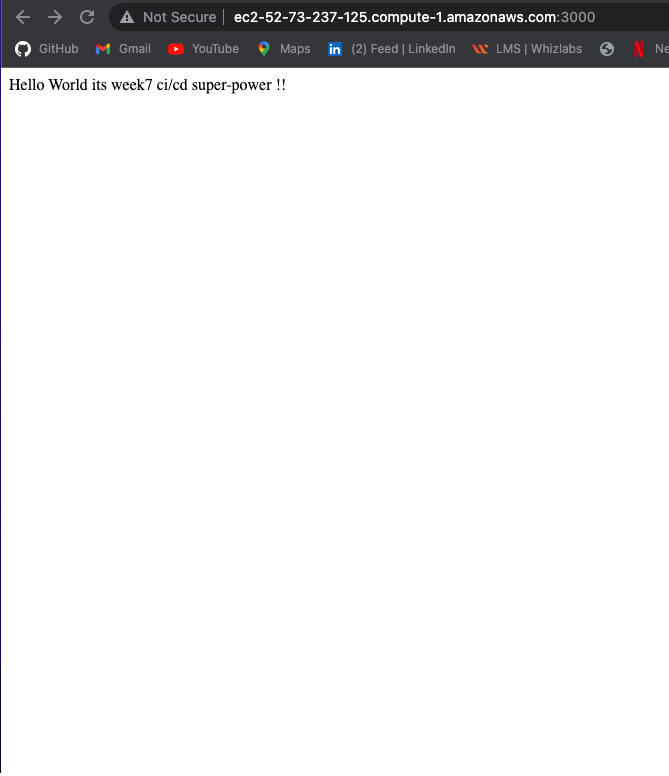 Not Secure ec2-52-73-237-125.compute-1.amazonaws.com:3000
GitHub Gmail YouTube Maps (2) Feed | LinkedIn LMS | Whizlabs Ne
Hello World its week7 ci/cd super-power !!